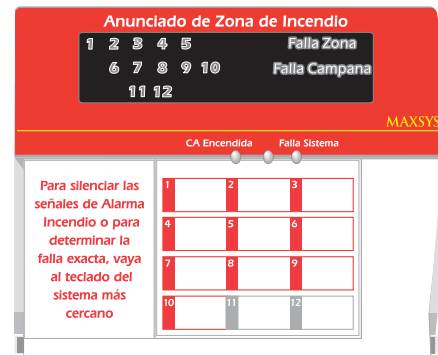 Anunciado de Zona de Incendio
1 2 3 4 5 Falla Zona
6 7 8 9 10 Falla Campana
11 12
MAXSYS
CA Encendida Falla Sistema
Para silenciar las
señales de Alarma
Incendio o para
determinar la
falla exacta, vaya
al teclado del
sistema más
cercano
1 2 3
4 5 6
7 8 9
10 11 12